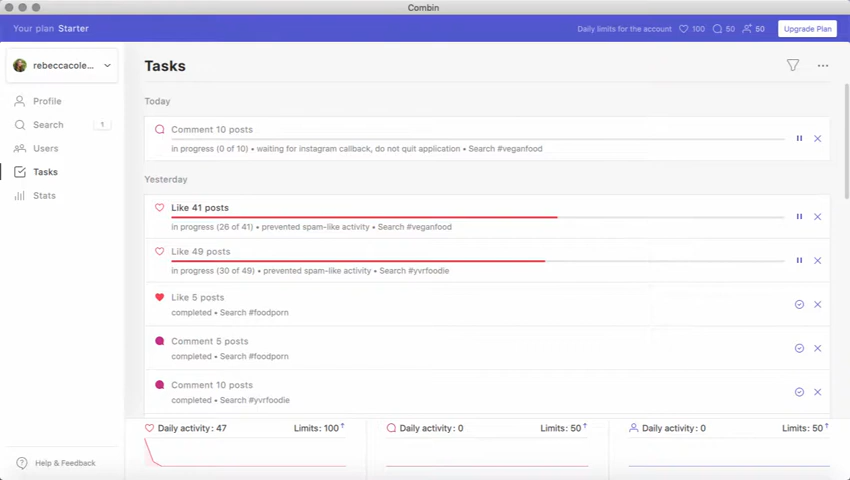 Combin
Your plan Starter
Daily limits for the account 100 50 50 Upgrade Plan
rebeccacole...
Profile
Search 1
Users
Tasks
Stats
Help & Feedback
Tasks
Today
Comment 10 posts
in progress (0 of 10) • waiting for instagram callback, do not quit application • Search #veganfood
Yesterday
Like 41 posts
in progress (26 of 41) • prevented spam-like activity • Search #veganfood
Like 49 posts
in progress (30 of 49) • prevented spam-like activity • Search #yvrfoodie
Like 5 posts
completed • Search #foodporn
Comment 5 posts
completed • Search #foodporn
Comment 10 posts
completed • Search #yvrfoodie
Daily activity: 47 Limits: 100↑
Daily activity: 0 Limits: 50↑
Daily activity: 0 Limits: 50↑